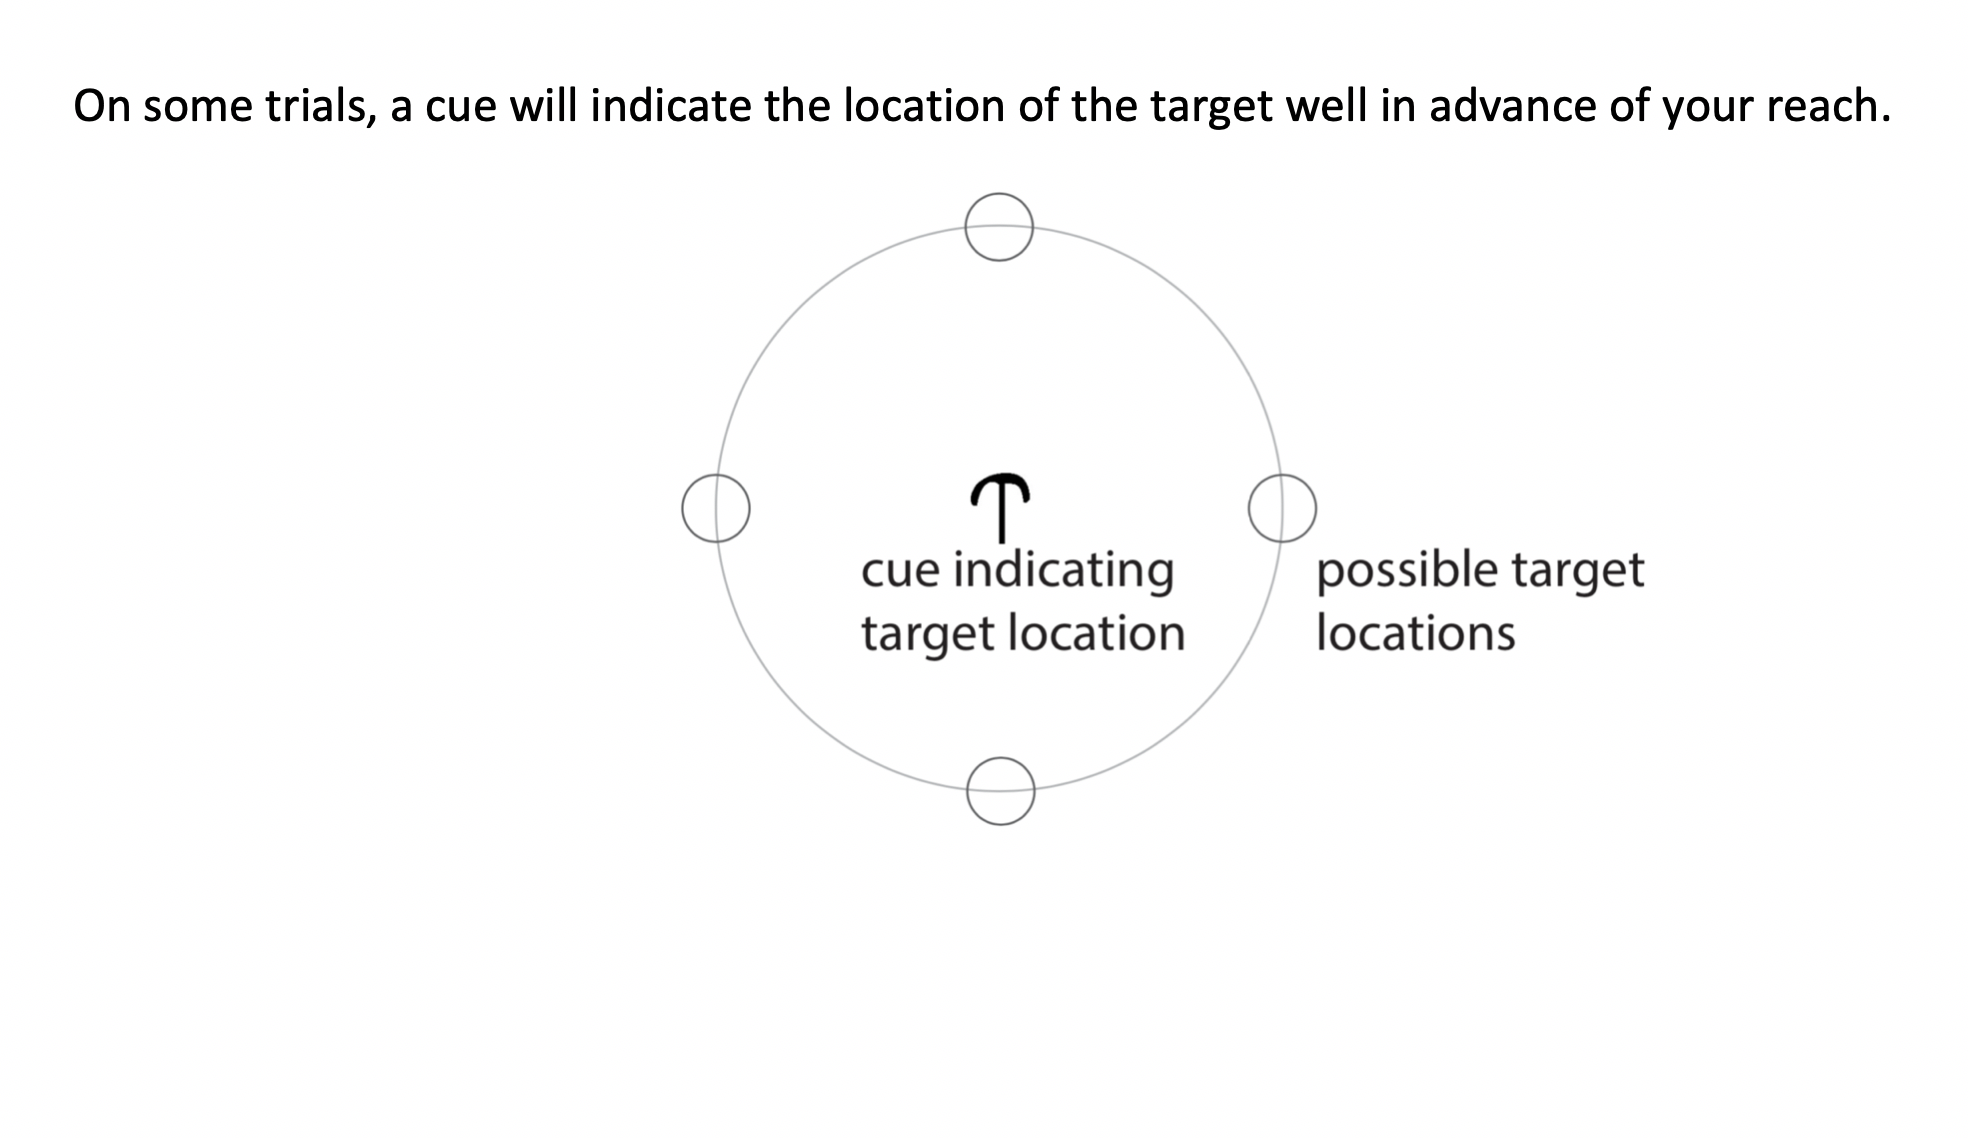 On some trials, a cue will indicate the location of the target well in advance of your reach.
cue indicating
target location
possible target
locations